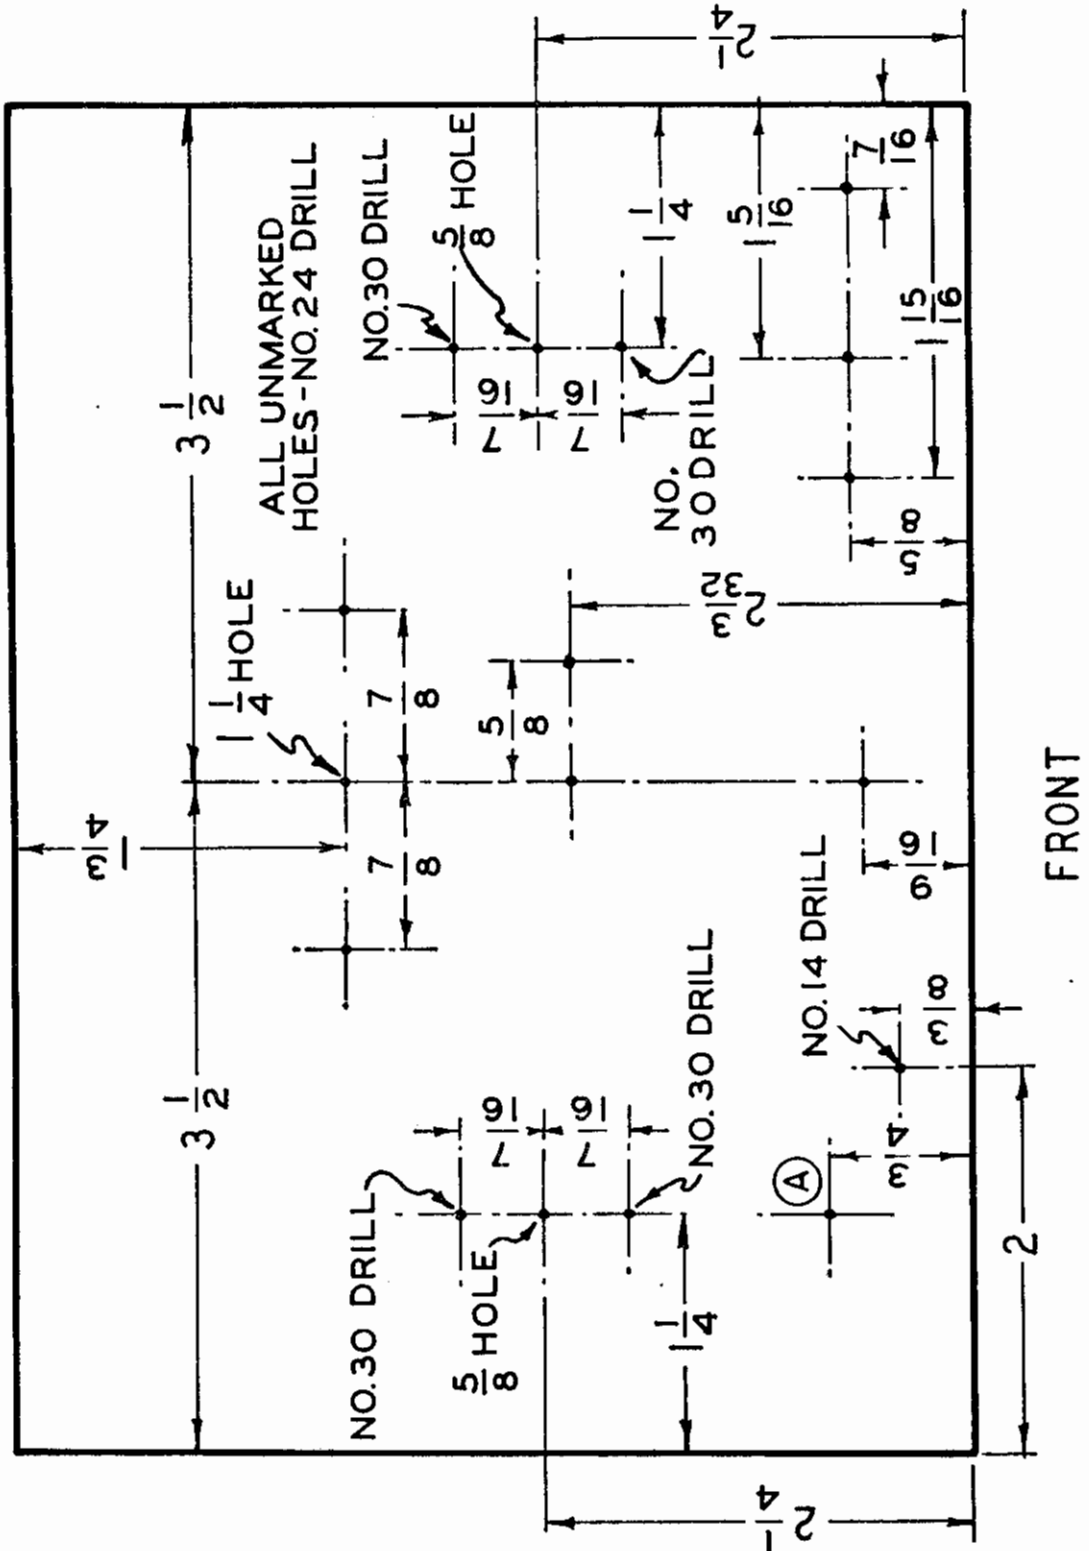 1 3/4
3 1/2
3 1/2
1 1/4 HOLE
ALL UNMARKED
HOLES-NO.24 DRILL
NO.30 DRILL
NO.30 DRILL
7/8
7/8
5/8 HOLE
7/16
7/16
5/8
7/16
7/16
5/8 HOLE
1 1/4
NO.30 DRILL
NO.
30 DRILL
1 1/4
2 1/4
2 3/32
2 1/4
A
NO.14 DRILL
1 5/16
3/4
3/8
9/16
5/8
7/16
1 15/16
2
FRONT